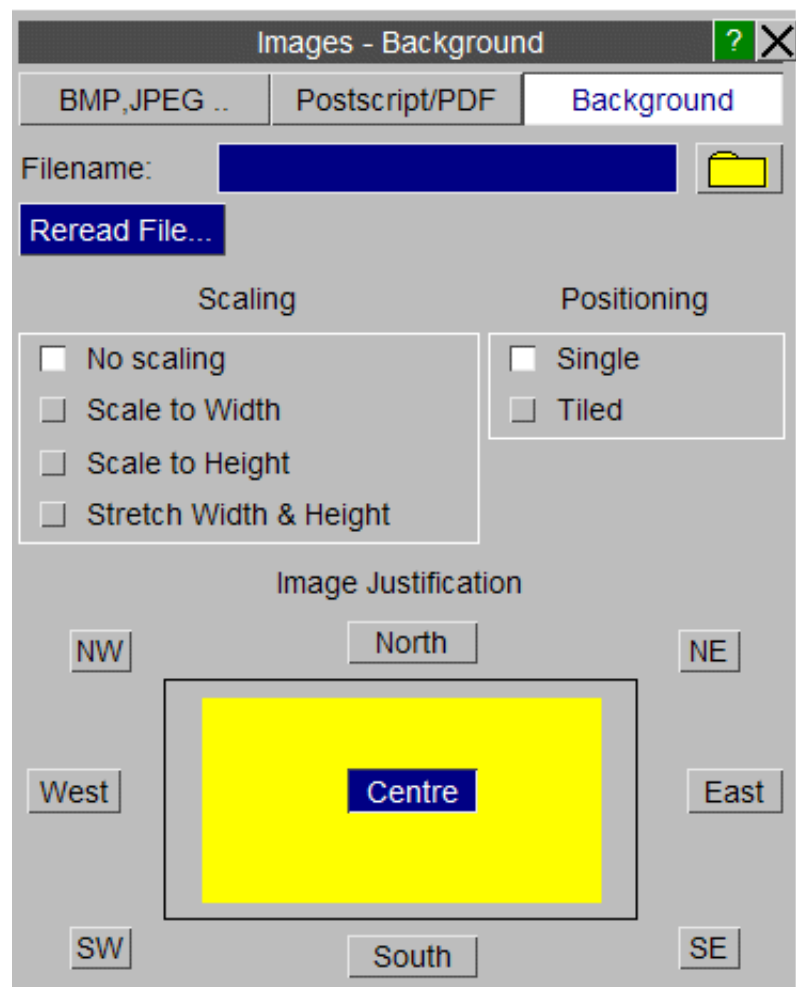 Images - Background ?
BMP,JPEG .. Postscript/PDF Background
Filename:
Reread File...
Scaling Positioning
No scaling Single
Scale to Width Tiled
Scale to Height
Stretch Width & Height
Image Justification
NW North NE
West Centre East
SW South SE